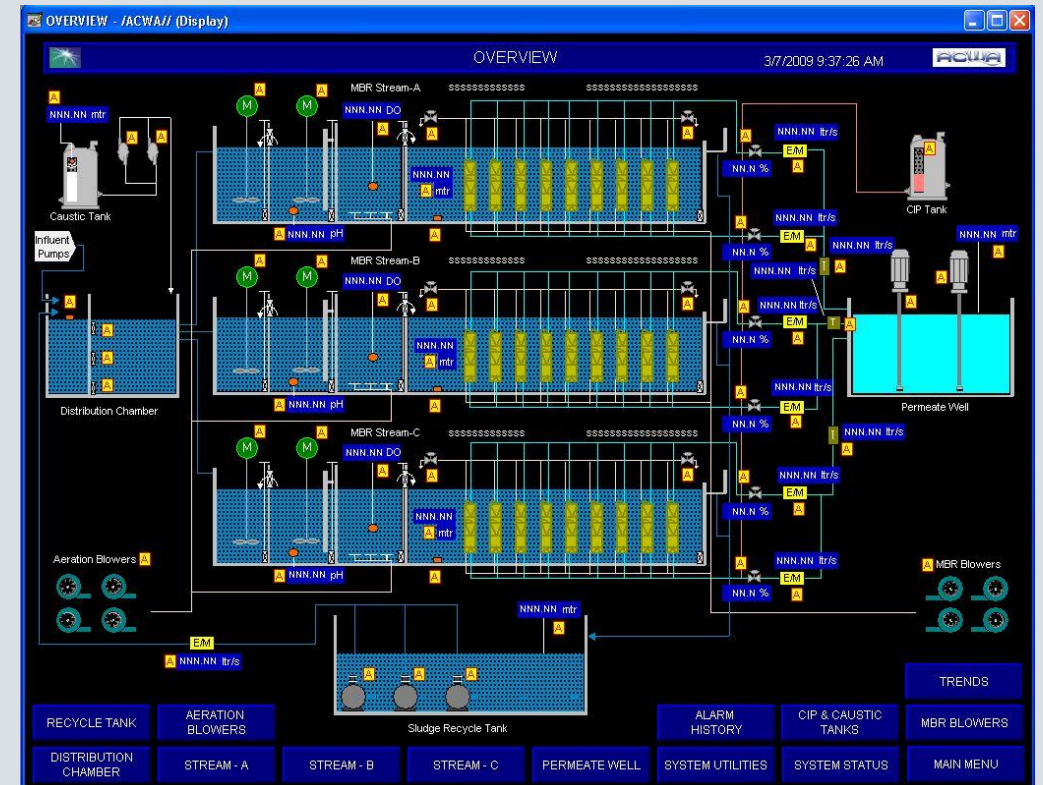 OVERVIEW - /ACWA// (Display)
OVERVIEW
3/7/2009 9:37:26 AM
ACWA
A
NNN.NN mtr
A
A
Caustic Tank
Influent
Pumps
A
A
A
A
Distribution Chamber
A
A
MBR Stream-A
sssssssssssss
sssssssssssssssssss
M
M
NNN.NN DO
A
A
A
NNN.NN
A mtr
A NNN.NN pH
A
A
NNN.NN ltr/s
E/M
A
NN.N %
A
NNN.NN ltr/s
E/M
A
NN.N %
A
CIP Tank
A
A
MBR Stream-B
sssssssssssss
sssssssssssssssssss
M
M
NNN.NN DO
A
A
A
NNN.NN
A mtr
A NNN.NN pH
A
NNN.NN ltr/s
T
A
NNN.NN ltr/s
A
NNN.NN ltr/s
E/M
T
A
A
NN.N %
A
NNN.NN ltr/s
E/M
A
NN.N %
NNN.NN mtr
A
A
A
Permeate Well
A
A
MBR Stream-C
sssssssssssss
sssssssssssssssssss
M
M
NNN.NN DO
A
A
A
NNN.NN
A mtr
A NNN.NN pH
A
T
NNN.NN ltr/s
A
A
NNN.NN ltr/s
E/M
A
NN.N %
A
NNN.NN ltr/s
E/M
A
NN.N %
Aeration Blowers A
A MBR Blowers
E/M
A NNN.NN ltr/s
NNN.NN mtr
A
A
A
A
Sludge Recycle Tank
TRENDS
RECYCLE TANK
AERATION
BLOWERS
ALARM
HISTORY
CIP & CAUSTIC
TANKS
MBR BLOWERS
DISTRIBUTION
CHAMBER
STREAM - A
STREAM - B
STREAM - C
PERMEATE WELL
SYSTEM UTILITIES
SYSTEM STATUS
MAIN MENU